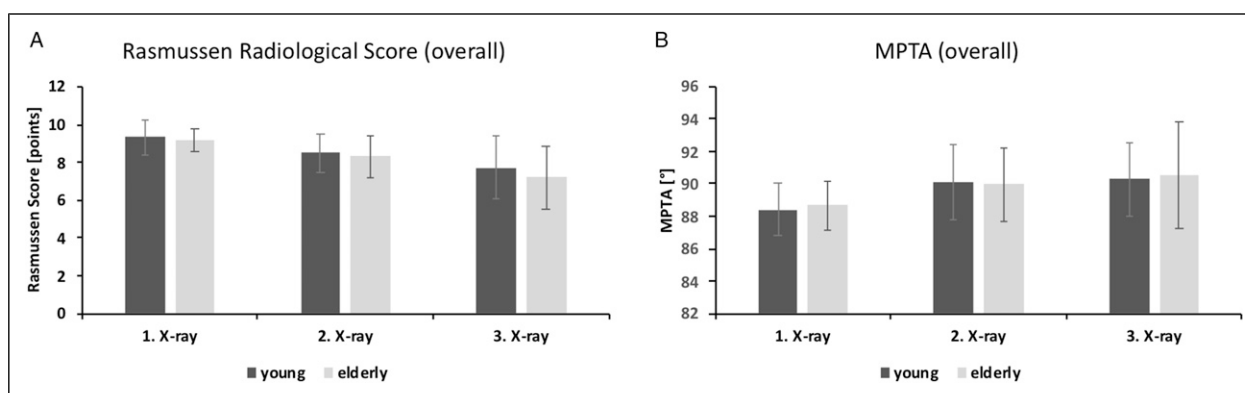 A
Rasmussen Radiological Score (overall)
Rasmussen Score [points]
12
10
8
6
4
2
0
1. X-ray
2. X-ray
3. X-ray
young
elderly
B
MPTA (overall)
MPTA [°]
96
94
92
90
88
86
84
82
1. X-ray
2. X-ray
3. X-ray
young
elderly